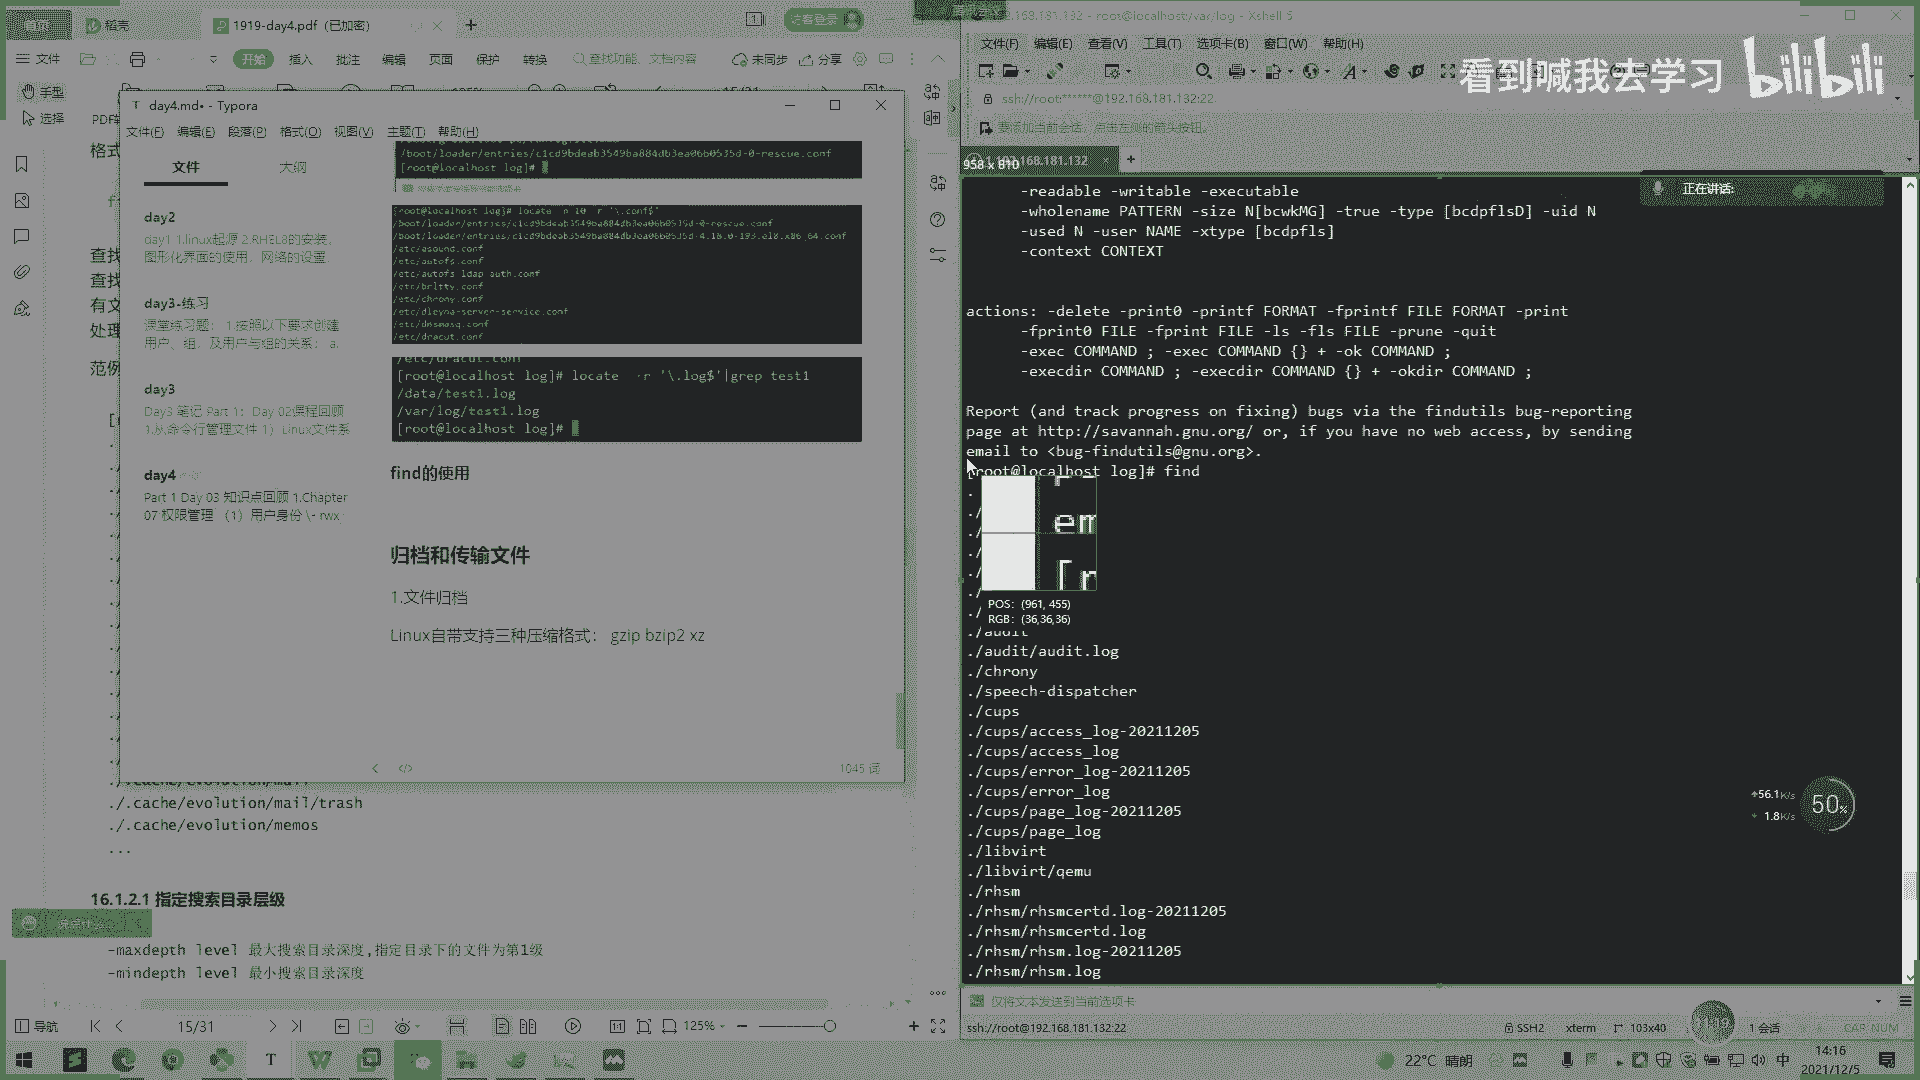 稻壳
1919-day4.pdf (已加密)
+
访客登录
文件
开始
插入
批注
编辑
页面
保护
转换
查找功能、文档内容
未同步
分享
手型
选择
格式
查找
查找
有文
处理
范例
./.cache/evolution/mail/trash
./.cache/evolution/memos
...
16.1.2.1 指定搜索目录层级
-maxdepth level 最大搜索目录深度,指定目录下的文件为第1级
-mindepth level 最小搜索目录深度
导航
15/31
125%
day4.md• - Typora
文件(F) 编辑(E) 段落(P) 格式(O) 视图(V) 主题(T) 帮助(H)
文件
大纲
day2
day1 1.linux起源 2.RHEL8的安装、
图形化界面的使用、网络的设置、
day3-练习
课堂练习题： 1.按照以下要求创建
用户、组、及用户与组的关系： a.
day3
Day3 笔记 Part 1： Day 02课程回顾
1.从命令行管理文件 1）Linux文件系
day4
Part 1 Day 03 知识点回顾 1.Chapter
07 权限管理 （1）用户身份 \- rwx
/boot/loader/entries/c1cd9bdeab3549ba884db3ea06b0535d-0-rescue.conf
[root@localhost log]#
/boot/loader/entries/c1cd9bdeab3549ba884db3ea06b0535d-0-rescue.conf
/boot/loader/entries/c1cd9bdeab3549ba884db3ea06b0535d-4.18.0-193.el8.x86_64.conf
/etc/asound.conf
/etc/autofs.conf
/etc/autofs_ldap_auth.conf
/etc/brltty.conf
/etc/chrony.conf
/etc/dleyna-server-service.conf
/etc/dnsmasq.conf
/etc/dracut.conf
/etc/dracut.conf
[root@localhost log]# locate -r '\.log$'|grep test1
/data/test1.log
/var/log/test1.log
[root@localhost log]#
find的使用
归档和传输文件
1.文件归档
Linux自带支持三种压缩格式： gzip bzip2 xz
1045 词
.168.181.132 - root@localhost:/var/log - Xshell 5
文件(F) 编辑(E) 查看(V) 工具(T) 选项卡(B) 窗口(W) 帮助(H)
看到喊我去学习 bilibili
ssh://root:******@192.168.181.132:22
要添加当前会话，点击左侧的箭头按钮。
958 x 810
.168.181.132
正在讲话:
-readable -writable -executable
-wholename PATTERN -size N[bcwkMG] -true -type [bcdpflsD] -uid N
-used N -user NAME -xtype [bcdpfls]
-context CONTEXT
actions: -delete -print0 -printf FORMAT -fprintf FILE FORMAT -print
-fprint0 FILE -fprint FILE -ls -fls FILE -prune -quit
-exec COMMAND ; -exec COMMAND {} + -ok COMMAND ;
-execdir COMMAND ; -execdir COMMAND {} + -okdir COMMAND ;
Report (and track progress on fixing) bugs via the findutils bug-reporting
page at http://savannah.gnu.org/ or, if you have no web access, by sending
email to <bug-findutils@gnu.org>.
root@localhost log]# find
POS: (961, 455)
RGB: (36,36,36)
./audit
./audit/audit.log
./chrony
./speech-dispatcher
./cups
./cups/access_log-20211205
./cups/access_log
./cups/error_log-20211205
./cups/error_log
./cups/page_log-20211205
./cups/page_log
./libvirt
./libvirt/qemu
./rhsm
./rhsm/rhsmcertd.log-20211205
./rhsm/rhsmcertd.log
./rhsm/rhsm.log-20211205
./rhsm/rhsm.log
56.1K/s
1.8K/s
50%
仅将文本发送到当前选项卡
ssh://root@192.168.181.132:22
SSH2
xterm
103x40
1 会话
CAP NUM
22°C 晴朗
中
14:16
2021/12/5